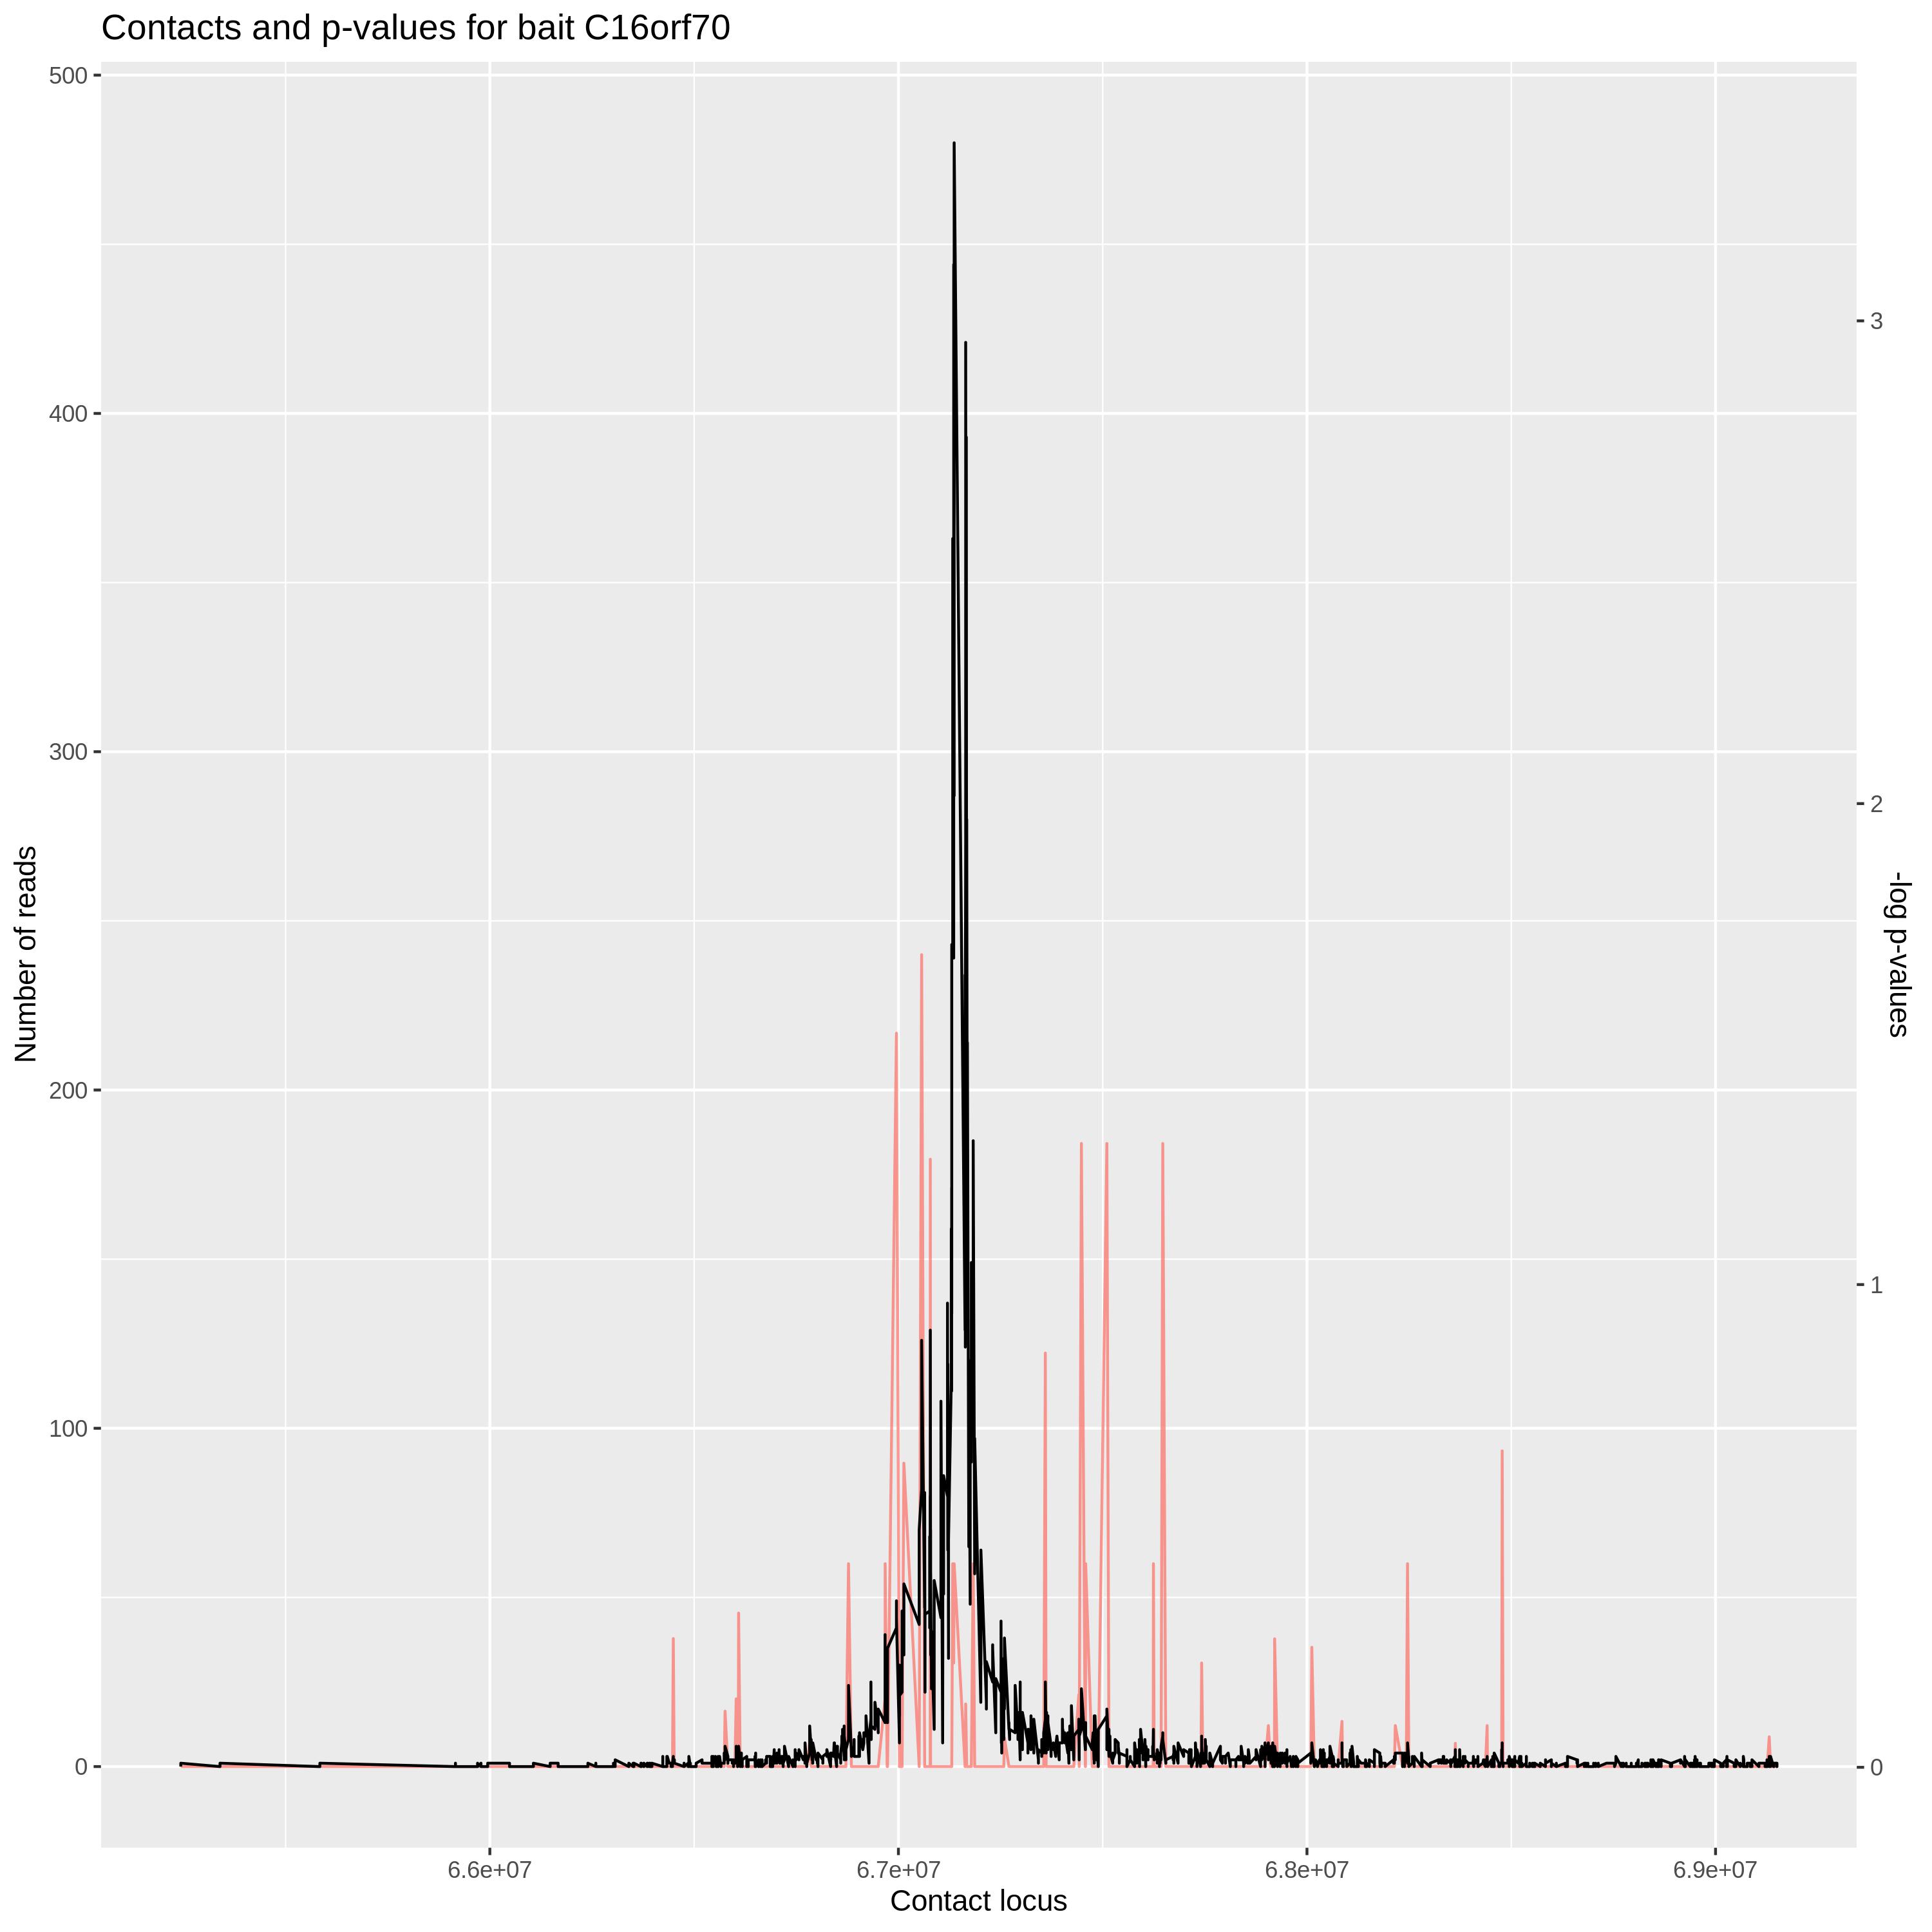 Contacts and p-values for bait C16orf70
500
400
300
200
100
0
Number of reads
3
2
1
0
-log p-values
6.6e+07
6.7e+07
6.8e+07
6.9e+07
Contact locus